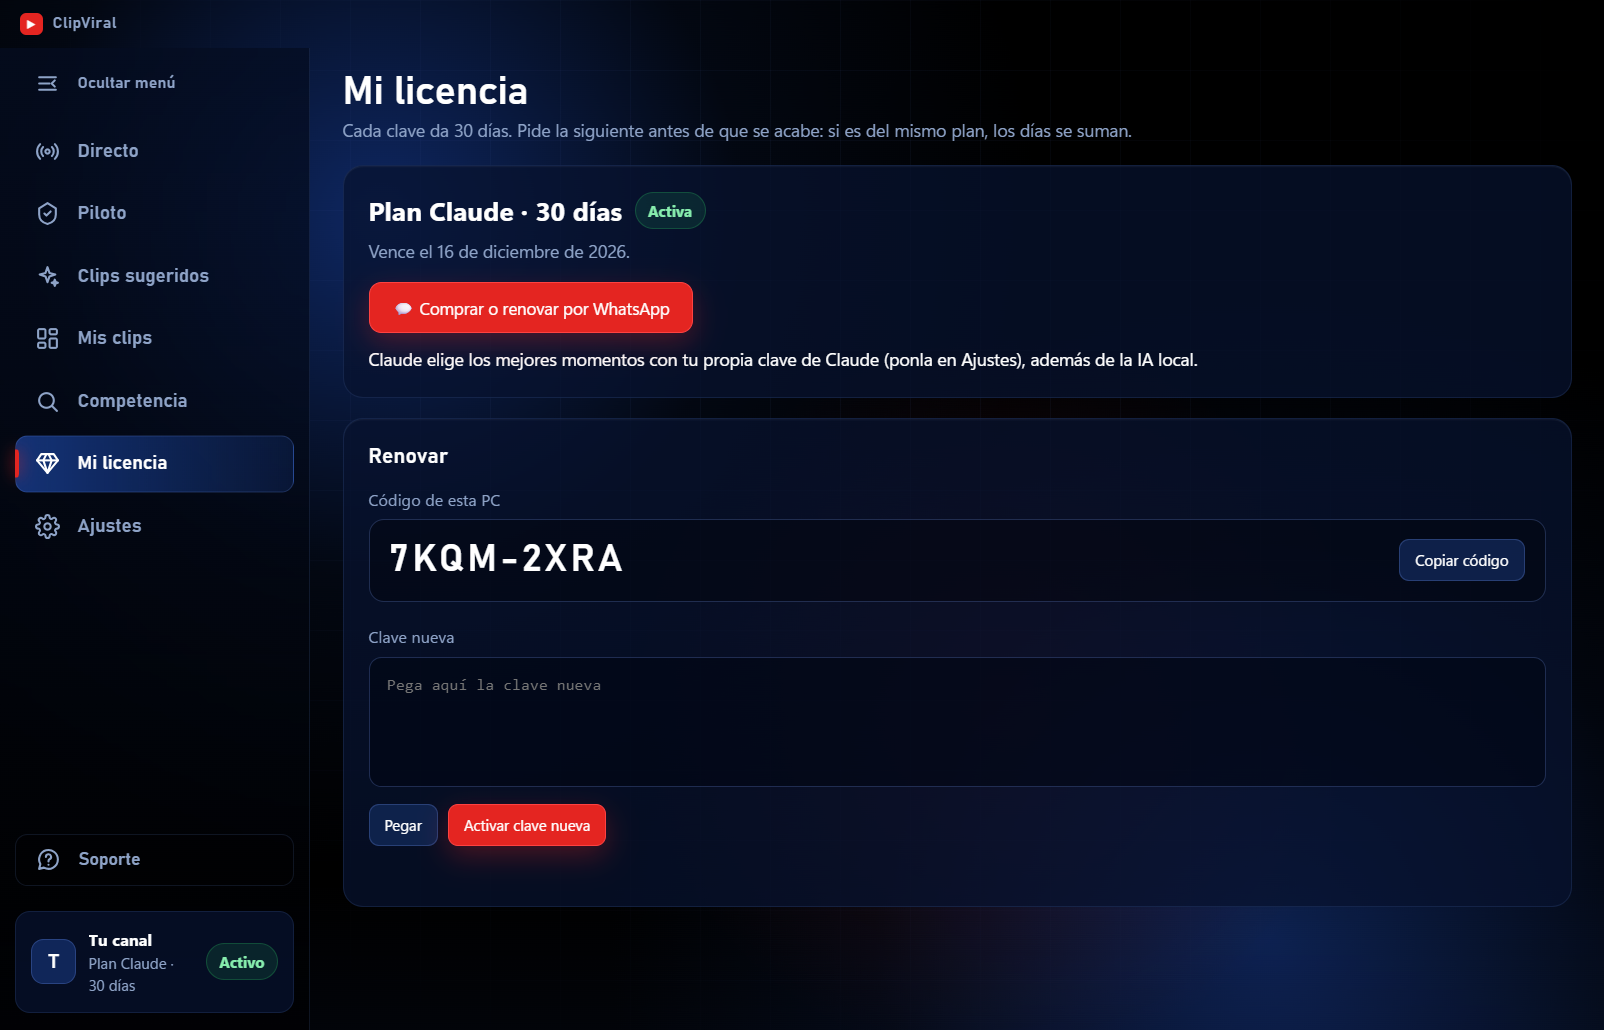 ClipViral
Ocultar menú
Directo
Piloto
Clips sugeridos
Mis clips
Competencia
Mi licencia
Ajustes
Soporte
T
Tu canal
Plan Claude ·
30 días
Activo
Mi licencia
Cada clave da 30 días. Pide la siguiente antes de que se acabe: si es del mismo plan, los días se suman.
Plan Claude · 30 días
Activa
Vence el 16 de diciembre de 2026.
Comprar o renovar por WhatsApp
Claude elige los mejores momentos con tu propia clave de Claude (ponla en Ajustes), además de la IA local.
Renovar
Código de esta PC
7KQM-2XRA
Copiar código
Clave nueva
Pega aquí la clave nueva
Pegar
Activar clave nueva